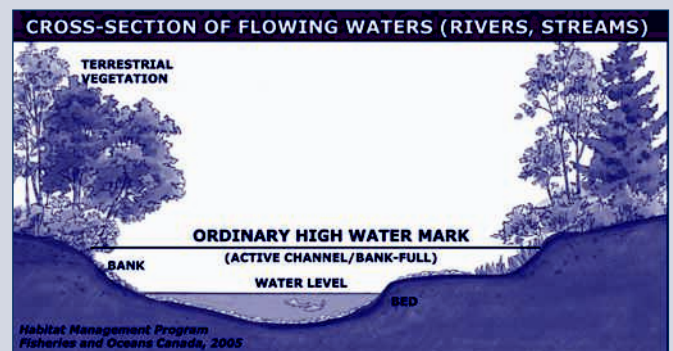 CROSS-SECTION OF FLOWING WATERS (RIVERS, STREAMS)
TERRESTRIAL
VEGETATION
ORDINARY HIGH WATER MARK
(ACTIVE CHANNEL/BANK-FULL)
BANK
WATER LEVEL
BED
Habitat Management Program
Fisheries and Oceans Canada, 2005